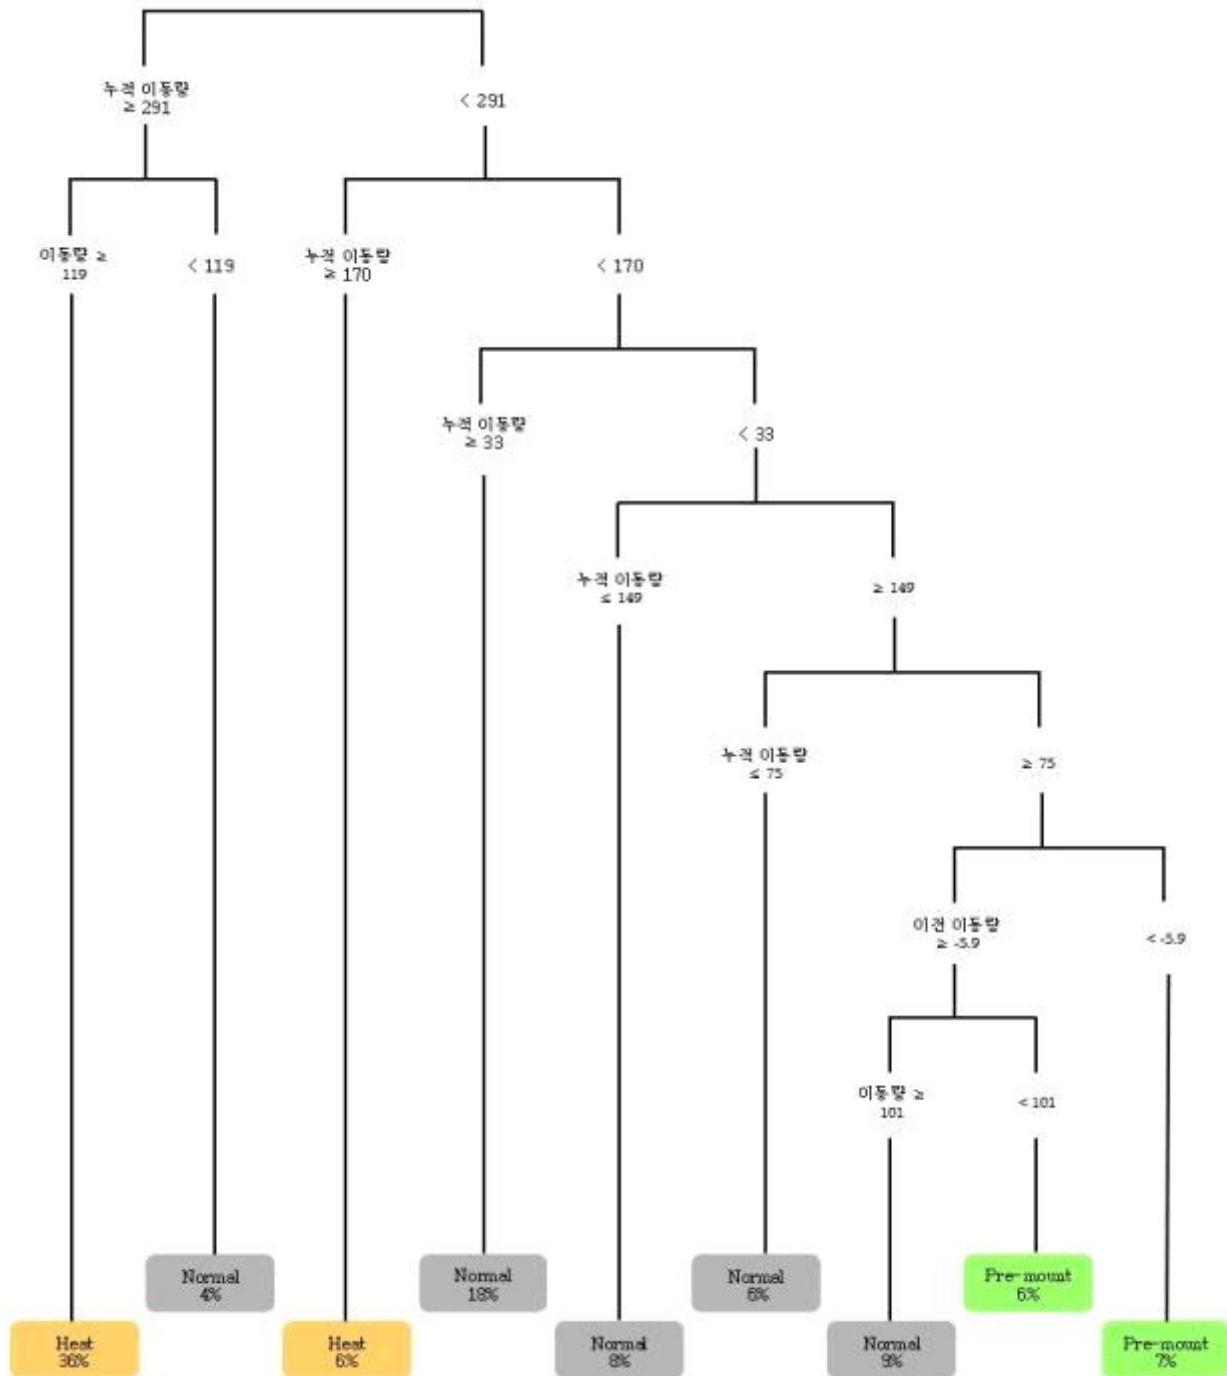 누적 이동량
≥ 291
< 291
이동량 ≥
119
< 119
누적 이동량
≥ 170
< 170
누적 이동량
≥ 33
< 33
누적 이동량
≤ 149
≥ 149
누적 이동량
≤ 75
≥ 75
이전 이동량
≥ -5.9
< -5.9
이동량 ≥
101
< 101
Normal
4%
Normal
18%
Normal
6%
Pre-mount
6%
Heat
36%
Heat
6%
Normal
8%
Normal
9%
Pre-mount
7%